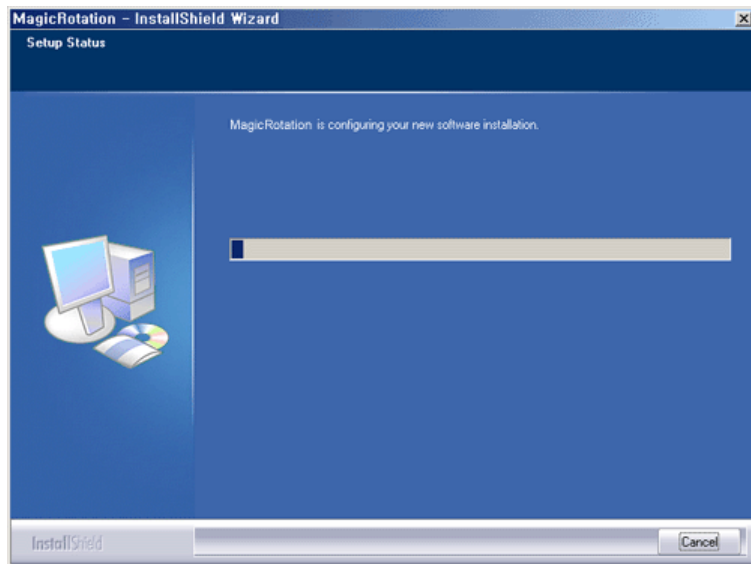 MagicRotation - InstallShield Wizard
Setup Status
MagicRotation is configuring your new software installation.
InstallShield
Cancel